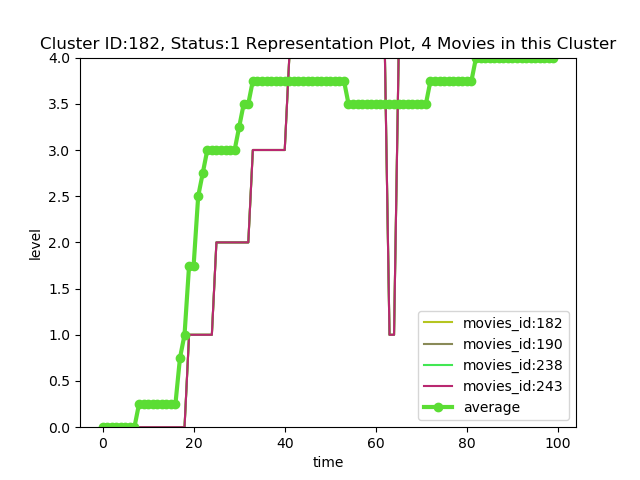 Cluster ID:182, Status:1 Representation Plot, 4 Movies in this Cluster
4.0
3.5
3.0
2.5
2.0
1.5
1.0
0.5
0.0
level
0
20
40
60
80
100
time
movies_id:182
movies_id:190
movies_id:238
movies_id:243
average